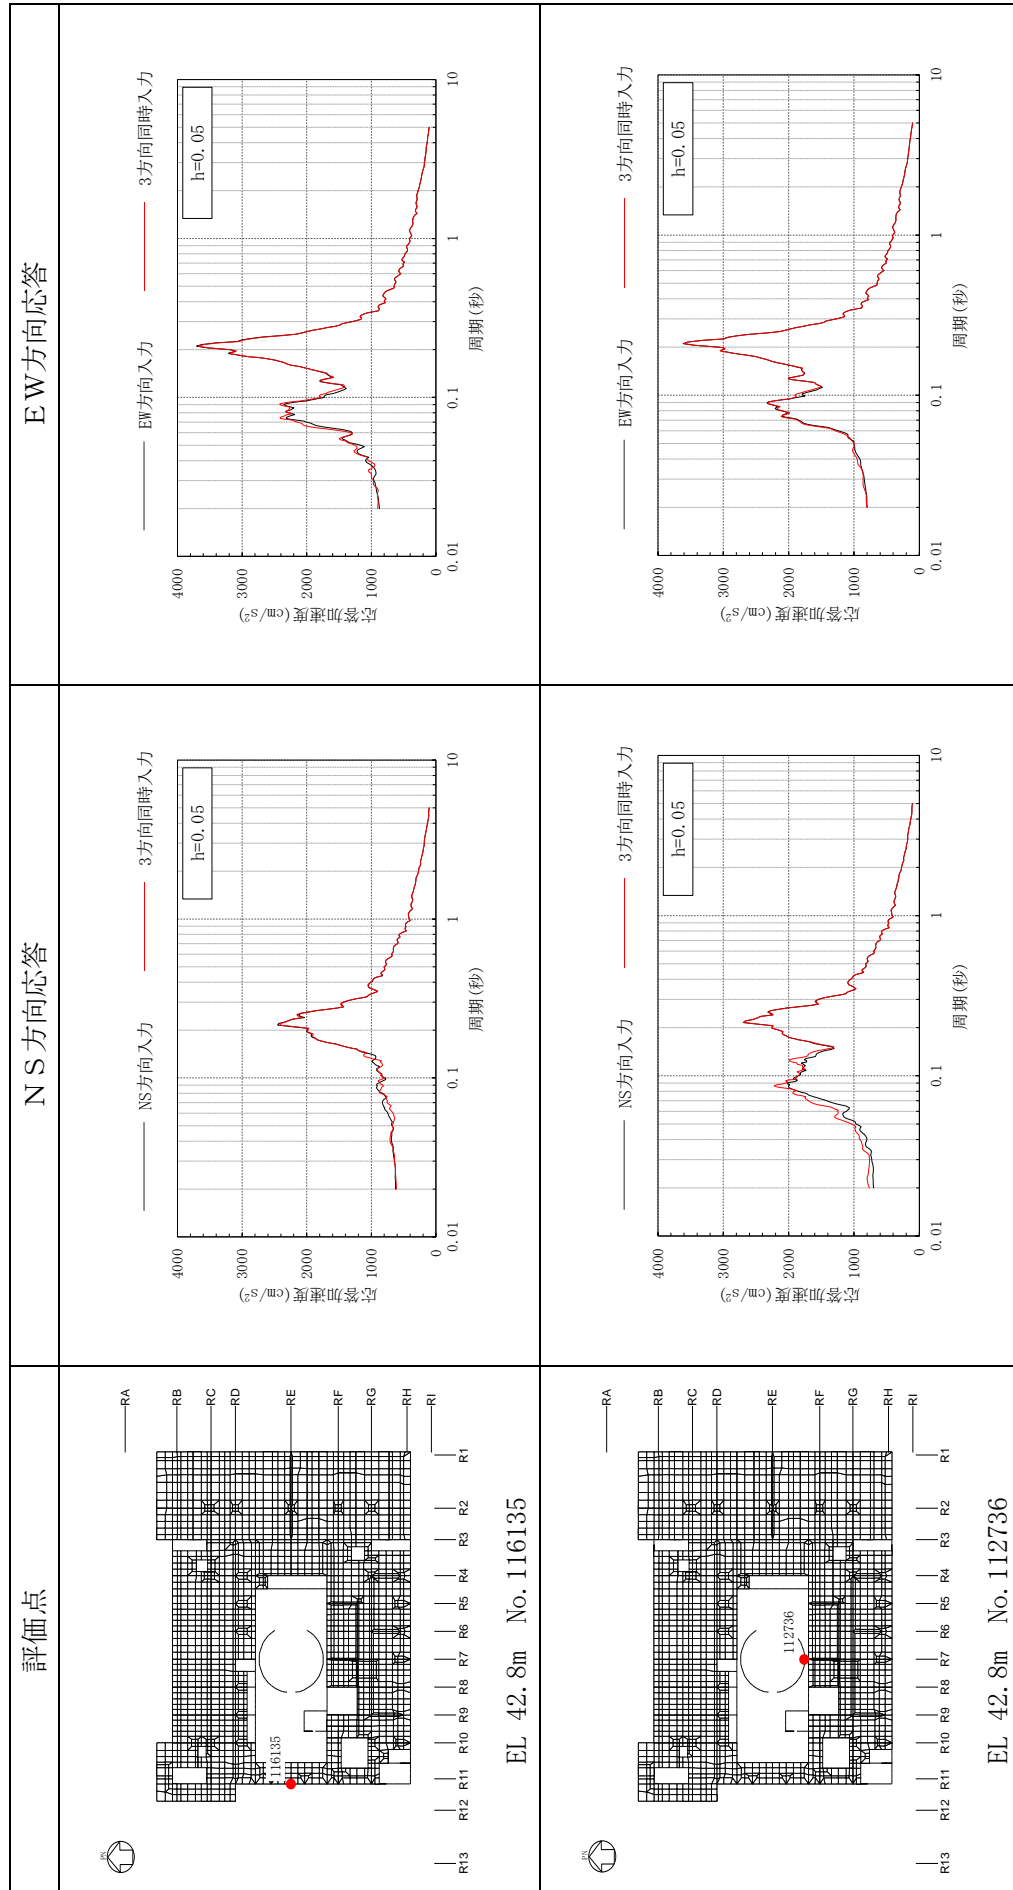 評価点
NS方向応答
EW方向応答
PN
RA
RB
RC
RD
RE
RF
RG
RH
RI
R13
R12
R11
R10
R9
R8
R7
R6
R5
R4
R3
R2
R1
116135
EL 42.8m No.116135
NS方向入力
3方向同時入力
h=0.05
応答加速度(cm/s²)
4000
3000
2000
1000
0
0.01
0.1
1
10
周期(秒)
EW方向入力
3方向同時入力
h=0.05
応答加速度(cm/s²)
4000
3000
2000
1000
0
0.01
0.1
1
10
周期(秒)
PN
RA
RB
RC
RD
RE
RF
RG
RH
RI
R13
R12
R11
R10
R9
R8
R7
R6
R5
R4
R3
R2
R1
112736
EL 42.8m No.112736
NS方向入力
3方向同時入力
h=0.05
応答加速度(cm/s²)
4000
3000
2000
1000
0
0.01
0.1
1
10
周期(秒)
EW方向入力
3方向同時入力
h=0.05
応答加速度(cm/s²)
4000
3000
2000
1000
0
0.01
0.1
1
10
周期(秒)